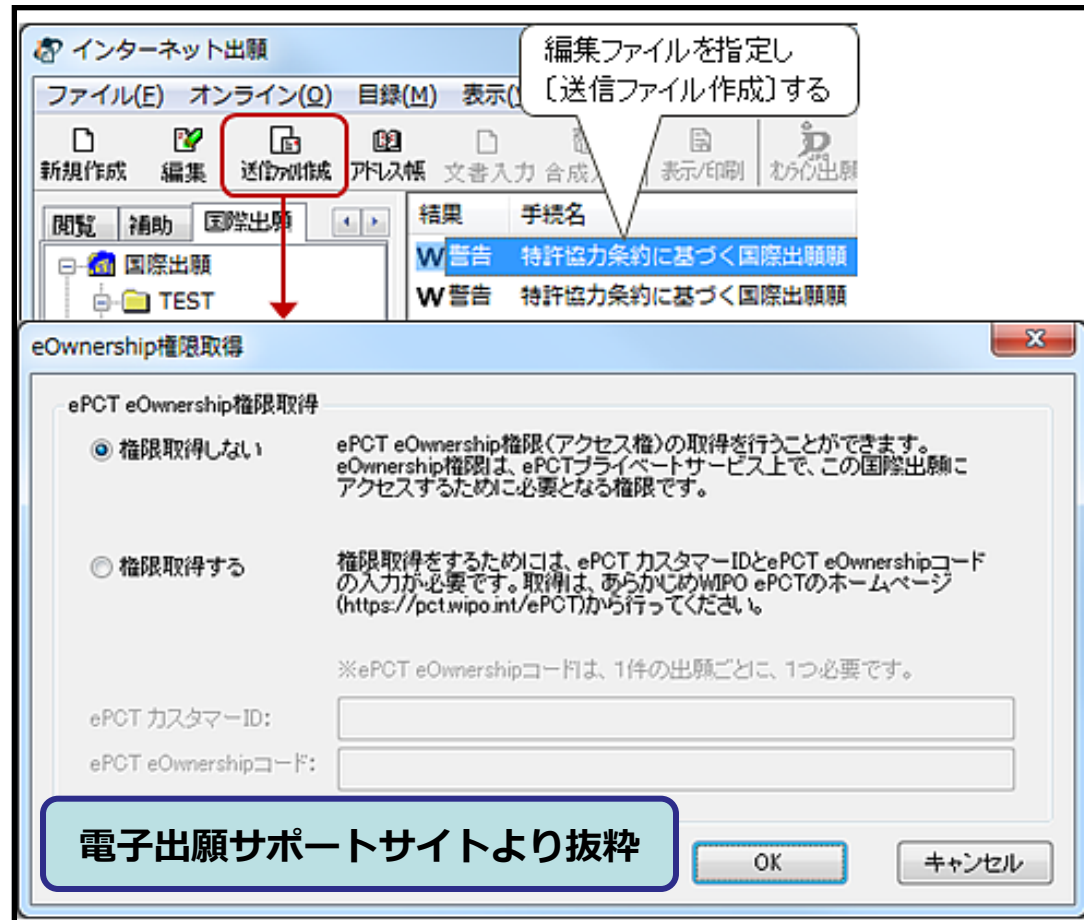 インターネット出願
編集ファイルを指定し
〔送信ファイル作成〕する
ファイル(F) オンライン(O) 目録(M) 表示(
新規作成 編集 送信ファイル作成 アドレス帳 文書入力 合成 表示/印刷
閲覧 補助 国際出願
結果 手続名
国際出願
W警告 特許協力条約に基づく国際出願願
TEST
W警告 特許協力条約に基づく国際出願願
eOwnership権限取得
ePCT eOwnership権限取得
権限取得しない
ePCT eOwnership権限(アクセス権)の取得を行うことができます。
eOwnership権限は、ePCTプライベートサービス上で、この国際出願に
アクセスするために必要となる権限です。
権限取得する
権限取得をするためには、ePCT カスタマーIDとePCT eOwnershipコード
の入力が必要です。取得は、あらかじめWIPO ePCTのホームページ
(https://pct.wipo.int/ePCT)から行ってください。
※ePCT eOwnershipコードは、1件の出願ごとに、1つ必要です。
ePCT カスタマーID:
ePCT eOwnershipコード:
電子出願サポートサイトより抜粋
OK キャンセル